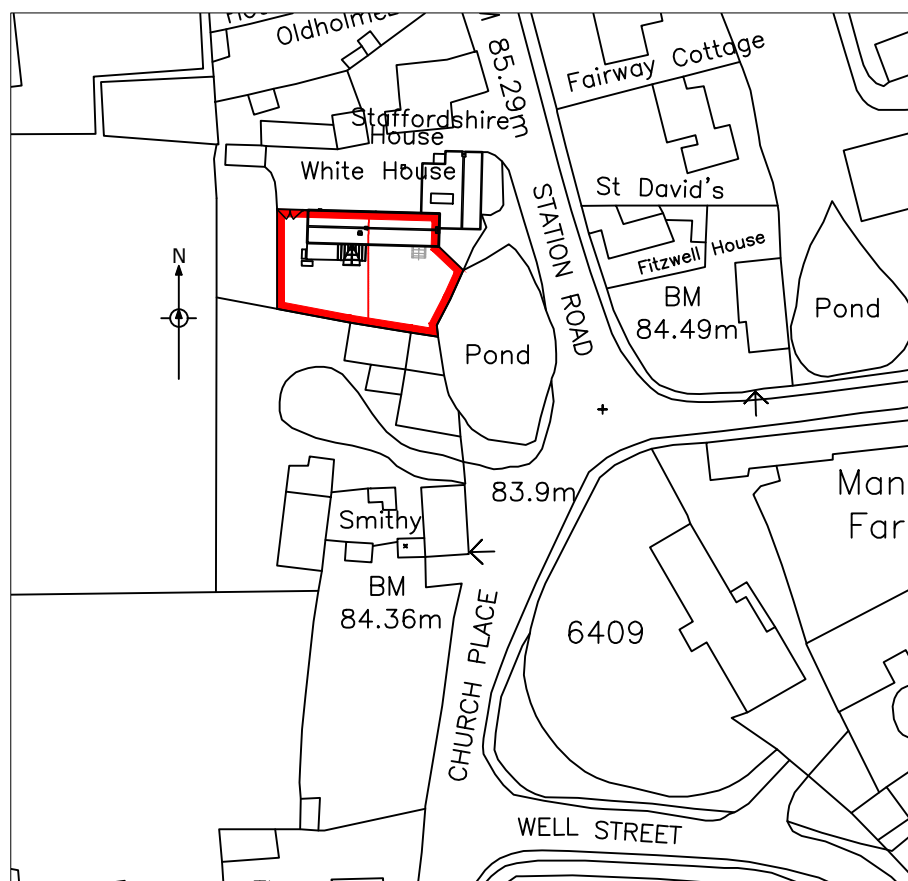 Oldholme
85.29m
Fairway Cottage
Staffordshire
House
White House
St David's
STATION ROAD
Fitzwell House
N
BM
84.49m
Pond
Pond
83.9m
Man
Far
Smithy
BM
84.36m
6409
CHURCH PLACE
WELL STREET